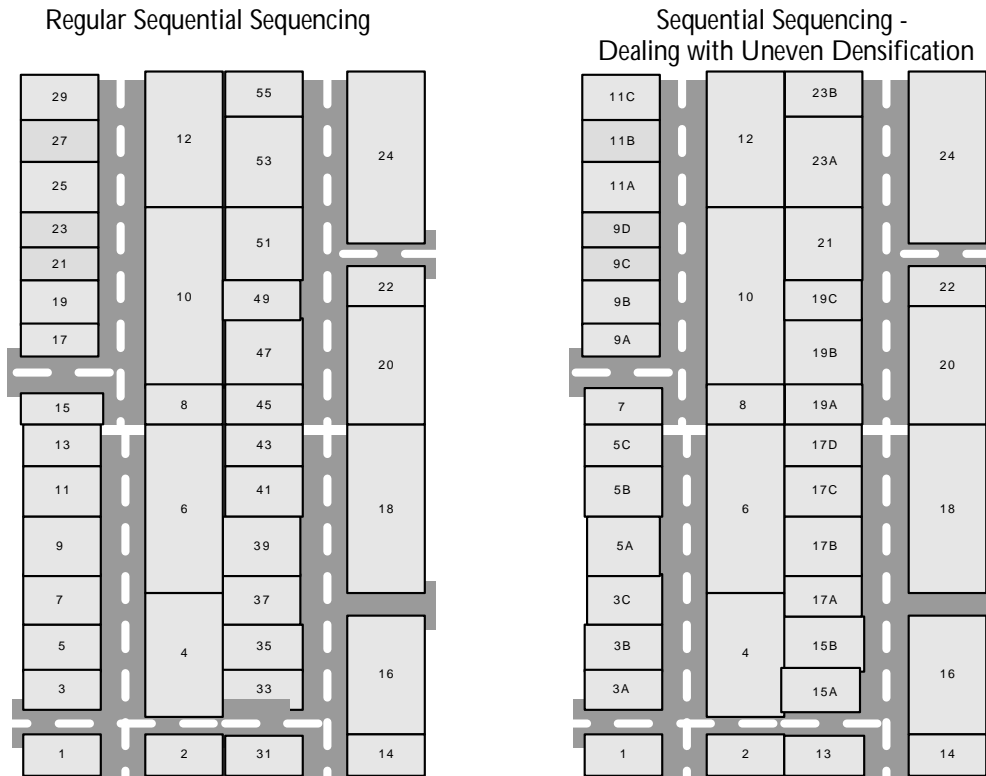 Regular Sequential Sequencing
29
27
25
23
21
19
17
15
13
11
9
7
5
3
1
12
10
8
6
4
2
55
53
51
49
47
45
43
41
39
37
35
33
31
24
22
20
18
16
14
Sequential Sequencing -
Dealing with Uneven Densification
11C
11B
11A
9D
9C
9B
9A
7
5C
5B
5A
3C
3B
3A
1
12
10
8
6
4
2
23B
23A
21
19C
19B
19A
17D
17C
17B
17A
15B
15A
13
24
22
20
18
16
14